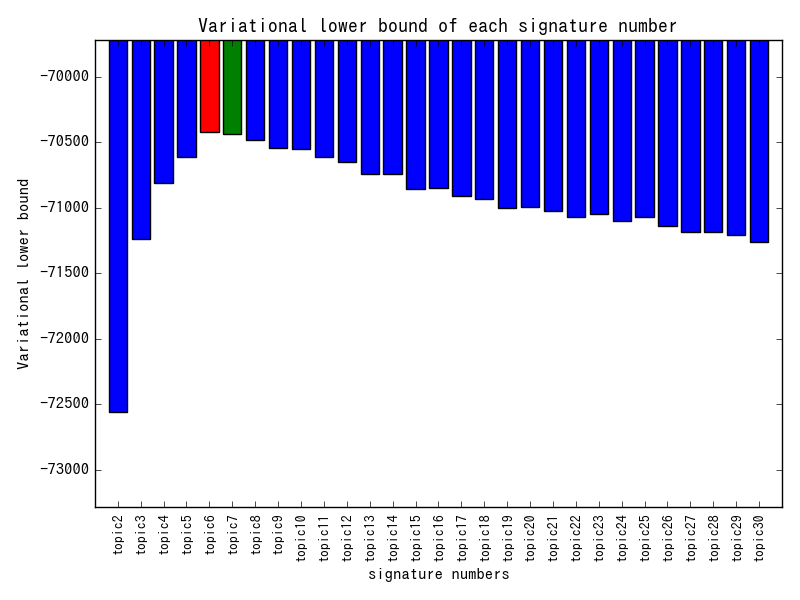 Variational lower bound of each signature number
−70000
−70500
−71000
−71500
−72000
−72500
−73000
Variational lower bound
topic2
topic3
topic4
topic5
topic6
topic7
topic8
topic9
topic10
topic11
topic12
topic13
topic14
topic15
topic16
topic17
topic18
topic19
topic20
topic21
topic22
topic23
topic24
topic25
topic26
topic27
topic28
topic29
topic30
signature numbers